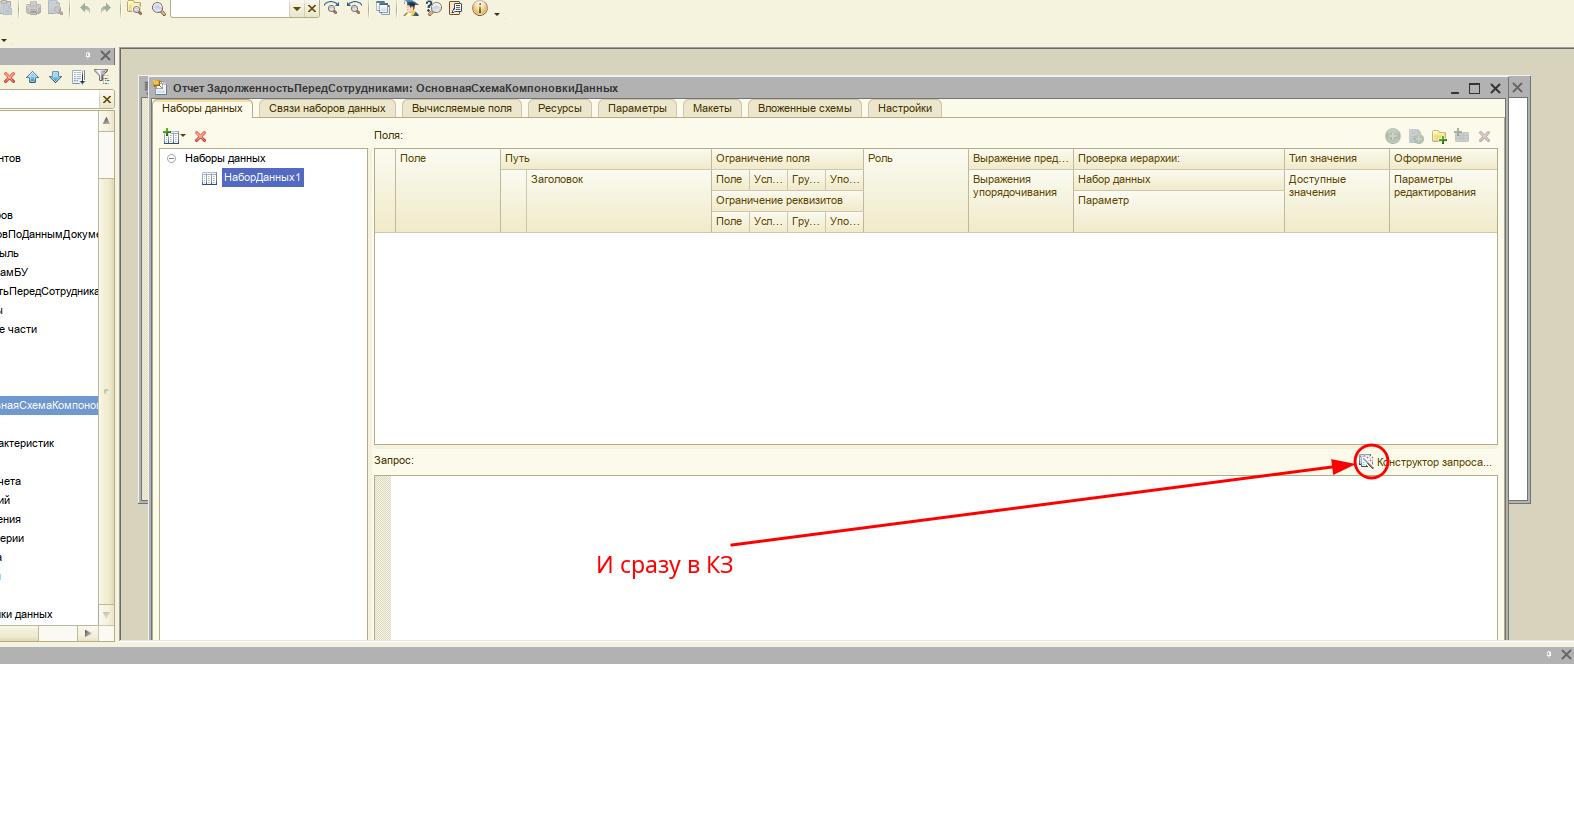 Отчет ЗадолженностьПередСотрудниками: ОсновнаяСхемаКомпоновкиДанных
Наборы данных Связи наборов данных Вычисляемые поля Ресурсы Параметры Макеты Вложенные схемы Настройки
Поля:
Наборы данных
НаборДанных1
Поле Путь Ограничение поля Роль Выражение пред... Проверка иерархии: Тип значения Оформление
Заголовок Поле Усл... Гру... Упо... Выражения упорядочивания Набор данных Доступные значения Параметры редактирования
Ограничение реквизитов Параметр
Поле Усл... Гру... Упо...
нтов
ров
вПоДаннымДокуме
ыль
амБУ
тьПередСотрудника
ы
е части
внаяСхемаКомпонов
актеристик
чета
ий
ения
ерии
а
ки данных
Запрос:
Конструктор запроса...
И сразу в КЗ